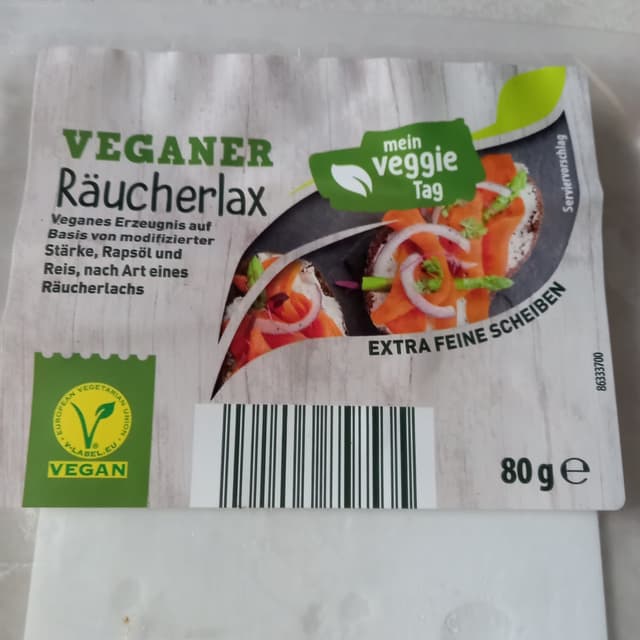 VEGANER
Räucherlax
Veganes Erzeugnis auf
Basis von modifizierter
Stärke, Rapsöl und
Reis, nach Art eines
Räucherlachs
mein
veggie
Tag
Serviervorschlag
EXTRA FEINE SCHEIBEN
86333700
EUROPEAN VEGETARIAN UNION
V-LABEL.EU
VEGAN
80 g ℮